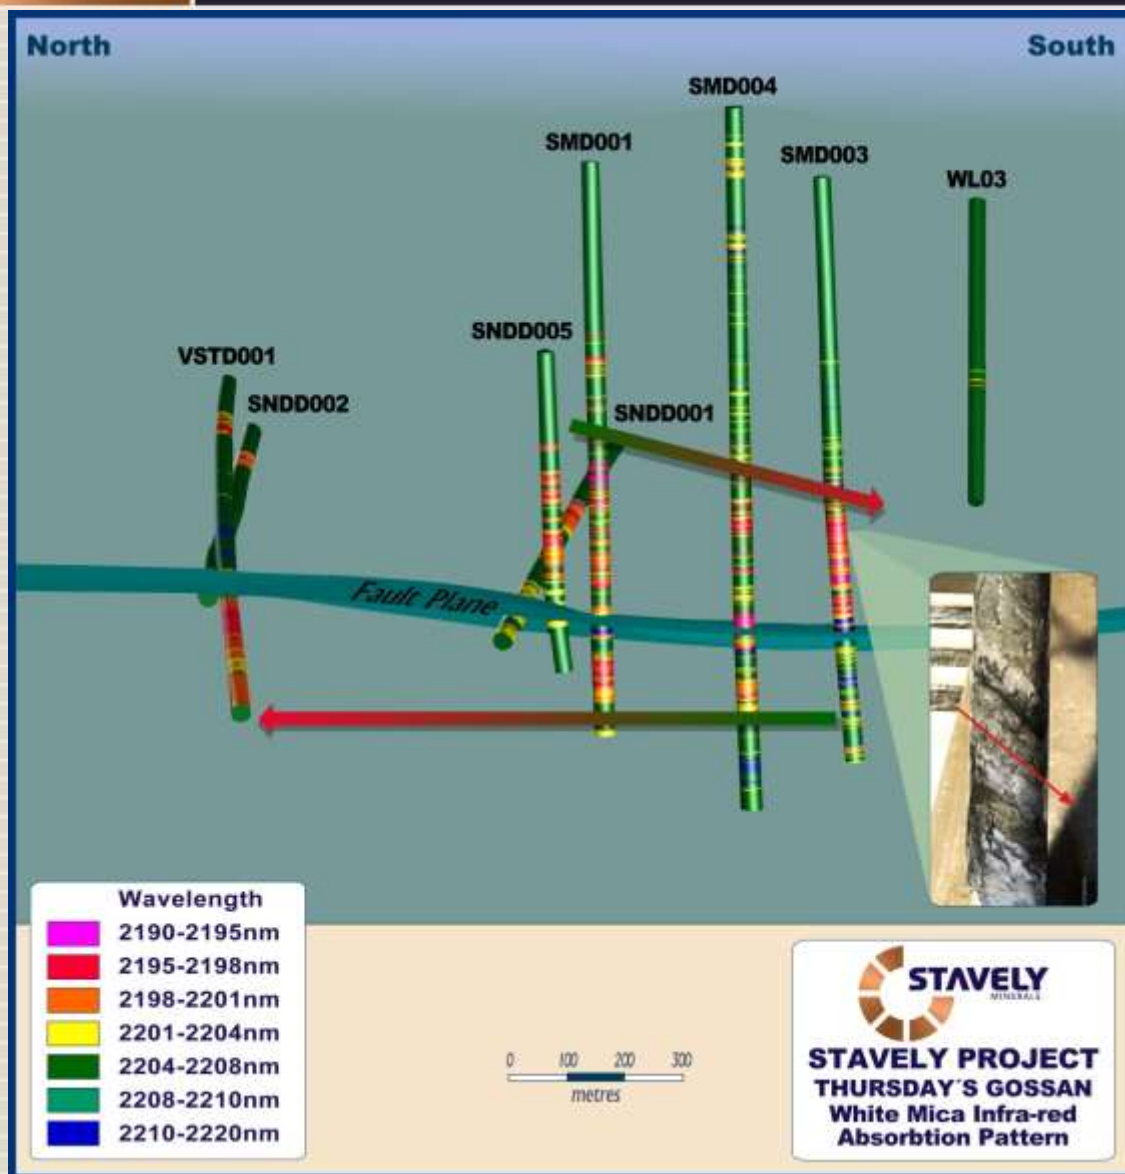 North
South
SMD004
SMD001
SMD003
WL03
SNDD005
VSTD001
SNDD002
SNDD001
Fault Plane
Wavelength
2190-2195nm
2195-2198nm
2198-2201nm
2201-2204nm
2204-2208nm
2208-2210nm
2210-2220nm
0 100 200 300
metres
STAVELY
MINERALS
STAVELY PROJECT
THURSDAY´S GOSSAN
White Mica Infra-red
Absorbtion Pattern